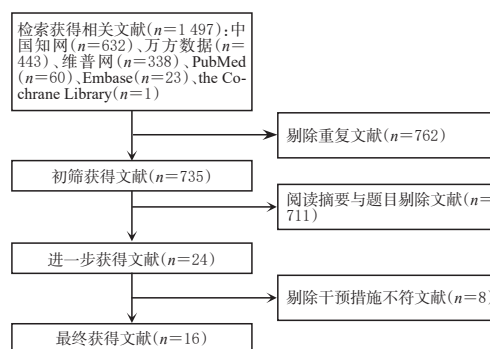 检索获得相关文献(n=1 497):中
国知网(n=632)、万方数据(n=
443)、维普网(n=338)、PubMed
(n=60)、Embase(n=23)、the Co-
chrane Library(n=1)
剔除重复文献(n=762)
初筛获得文献(n=735)
阅读摘要与题目剔除文献(n=
711)
进一步获得文献(n=24)
剔除干预措施不符文献(n=8)
最终获得文献(n=16)